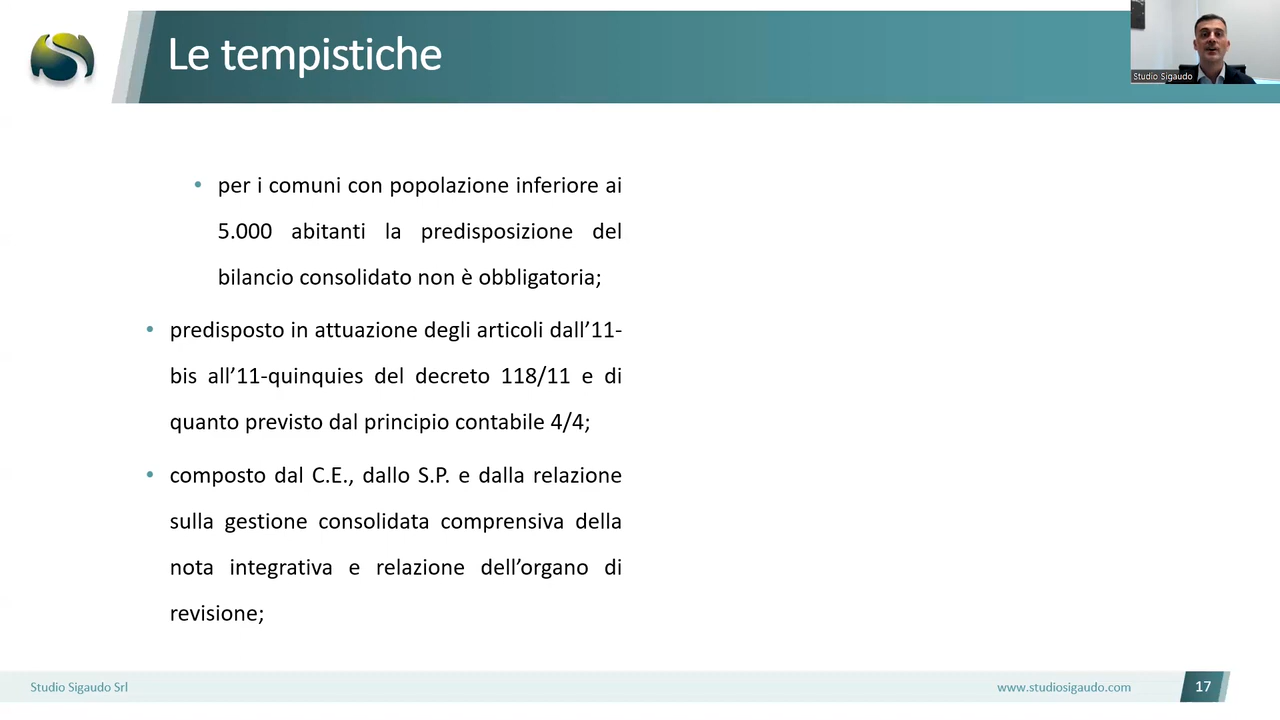 Le tempistiche
Studio Sigaudo
• per i comuni con popolazione inferiore ai
5.000 abitanti la predisposizione del
bilancio consolidato non è obbligatoria;
• predisposto in attuazione degli articoli dall’11-
bis all’11-quinquies del decreto 118/11 e di
quanto previsto dal principio contabile 4/4;
• composto dal C.E., dallo S.P. e dalla relazione
sulla gestione consolidata comprensiva della
nota integrativa e relazione dell’organo di
revisione;
Studio Sigaudo Srl
www.studiosigaudo.com
17